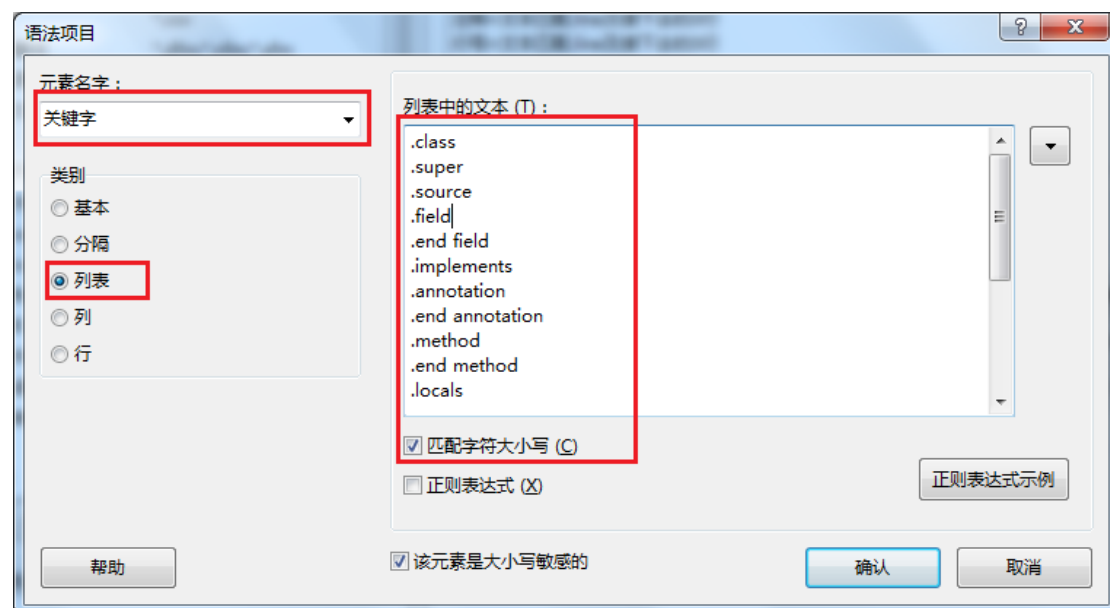 语法项目
元素名字：
关键字
类别
基本
分隔
列表
列
行
列表中的文本 (T)：
.class
.super
.source
.field
.end field
.implements
.annotation
.end annotation
.method
.end method
.locals
匹配字符大小写 (C)
正则表达式 (X)
正则表达式示例
帮助
该元素是大小写敏感的
确认
取消